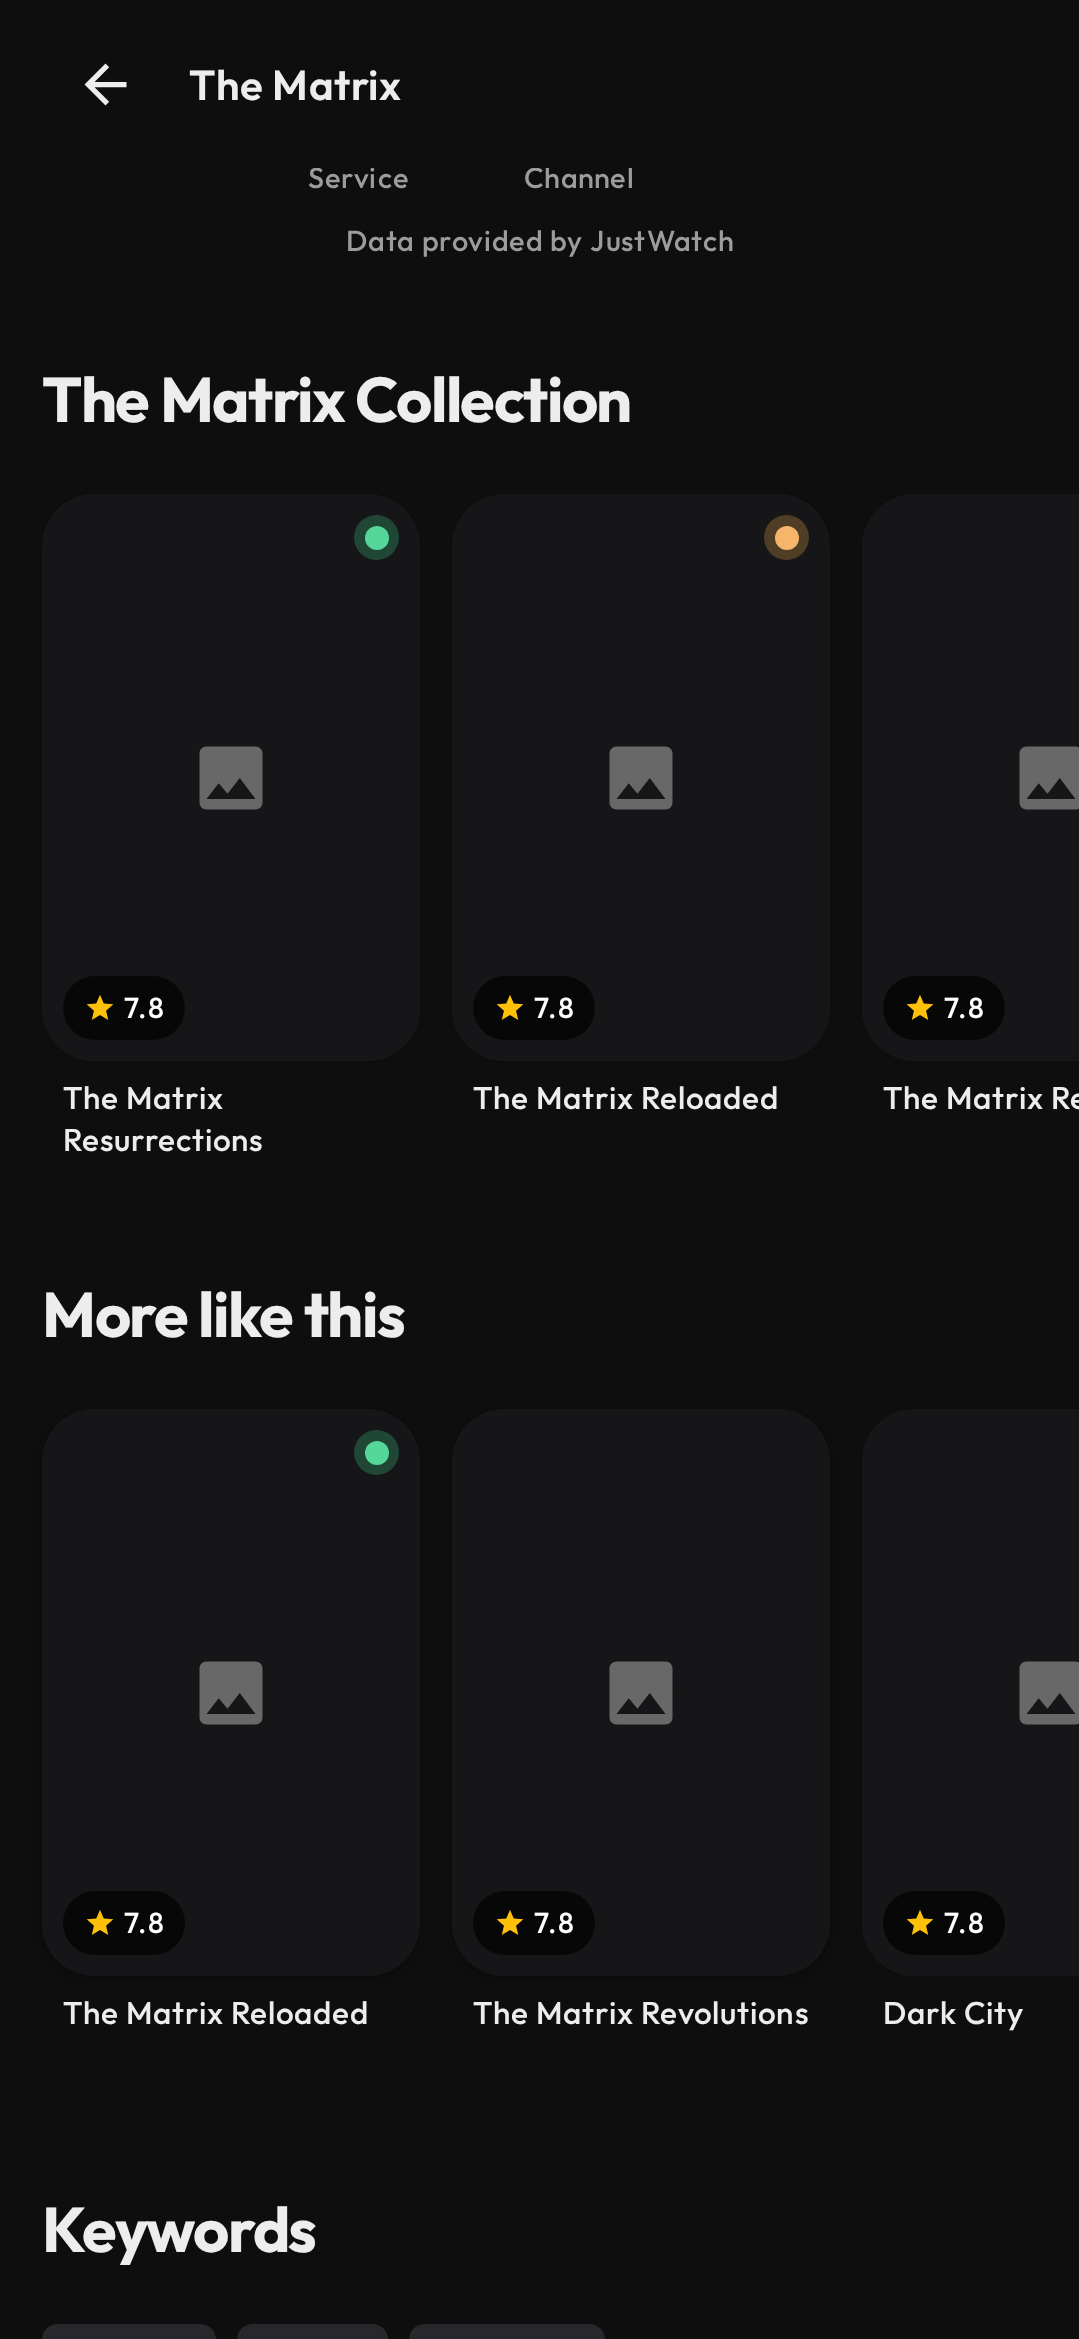 The Matrix
Service Channel
Data provided by JustWatch
The Matrix Collection
7.8 7.8 7.8
The Matrix Resurrections
The Matrix Reloaded
The Matrix Re
More like this
7.8 7.8 7.8
The Matrix Reloaded
The Matrix Revolutions
Dark City
Keywords